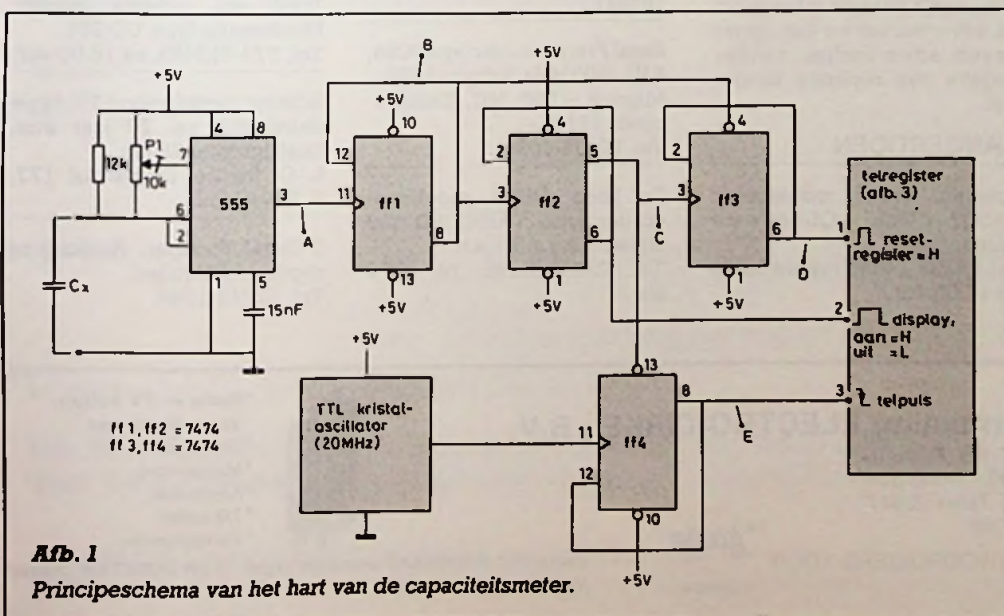 B
+5V
+5V
+5V
4
8
10
4
4
12k
P1
10k
7
12
2
5
2
555
3
11
ff1
3
ff2
3
ff3
6
2
A
8
6
C
6
D
1
5
13
1
1
Cx
15nF
+5V
+5V
+5V
telregister
(afb. 3)
1
reset-
register = H
2
display,
aan = H
uit = L
3
telpuls
+5V
TTL kristal-
oscillator
(20MHz)
13
11
ff4
8
E
12
10
+5V
ff1, ff2 = 7474
ff3, ff4 = 7474
Afb. 1
Principeschema van het hart van de capaciteitsmeter.